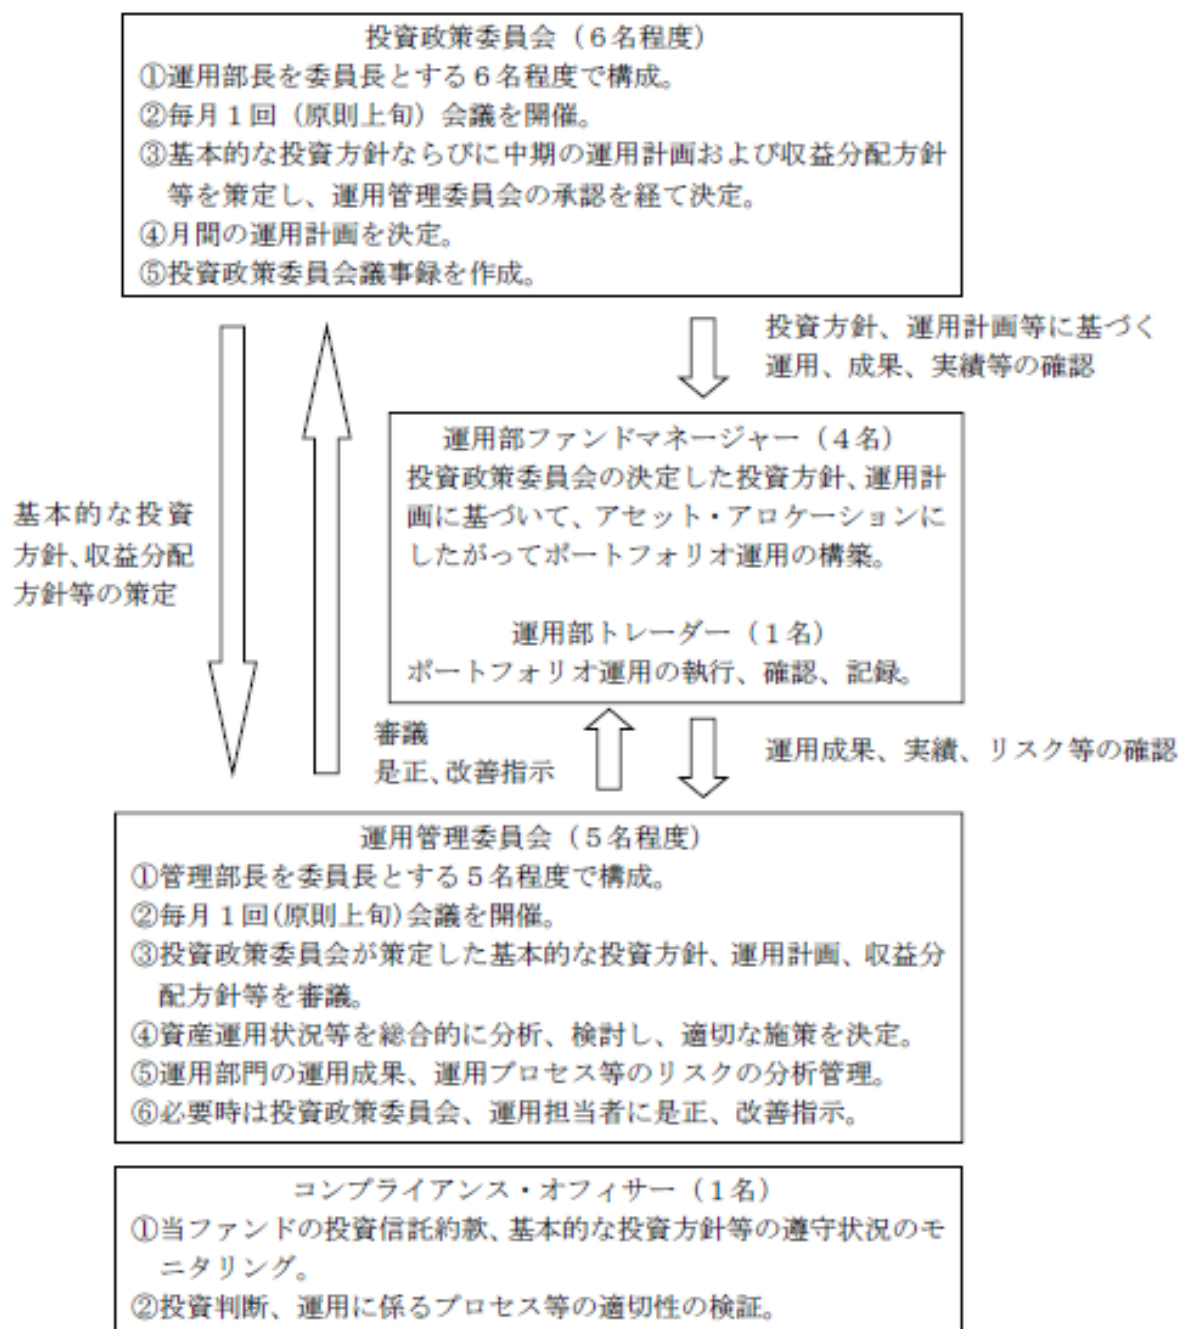 投資政策委員会（６名程度）
①運用部長を委員長とする６名程度で構成。
②毎月１回（原則上旬）会議を開催。
③基本的な投資方針ならびに中期の運用計画および収益分配方針
等を策定し、運用管理委員会の承認を経て決定。
④月間の運用計画を決定。
⑤投資政策委員会議事録を作成。
投資方針、運用計画等に基づく
運用、成果、実績等の確認
基本的な投資
方針、収益分配
方針等の策定
運用部ファンドマネージャー（４名）
投資政策委員会の決定した投資方針、運用計
画に基づいて、アセット・アロケーションに
したがってポートフォリオ運用の構築。
運用部トレーダー（１名）
ポートフォリオ運用の執行、確認、記録。
審議
是正、改善指示
運用成果、実績、リスク等の確認
運用管理委員会（５名程度）
①管理部長を委員長とする５名程度で構成。
②毎月１回(原則上旬)会議を開催。
③投資政策委員会が策定した基本的な投資方針、運用計画、収益分
配方針等を審議。
④資産運用状況等を総合的に分析、検討し、適切な施策を決定。
⑤運用部門の運用成果、運用プロセス等のリスクの分析管理。
⑥必要時は投資政策委員会、運用担当者に是正、改善指示。
コンプライアンス・オフィサー（１名）
①当ファンドの投資信託約款、基本的な投資方針等の遵守状況のモ
ニタリング。
②投資判断、運用に係るプロセス等の適切性の検証。